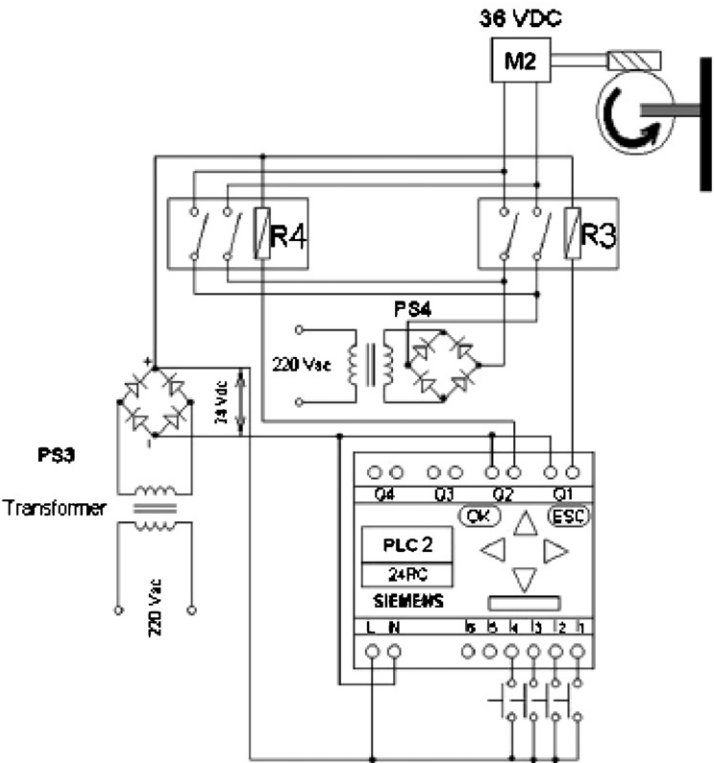 36 VDC
M2
R4
R3
PS4
220 Vac
24 Vdc
+
-
PS3
Transformer
220 Vac
Q4 Q3 Q2 Q1
OK ESC
PLC 2
24RC
SIEMENS
L N I6 I5 I4 I3 I2 I1